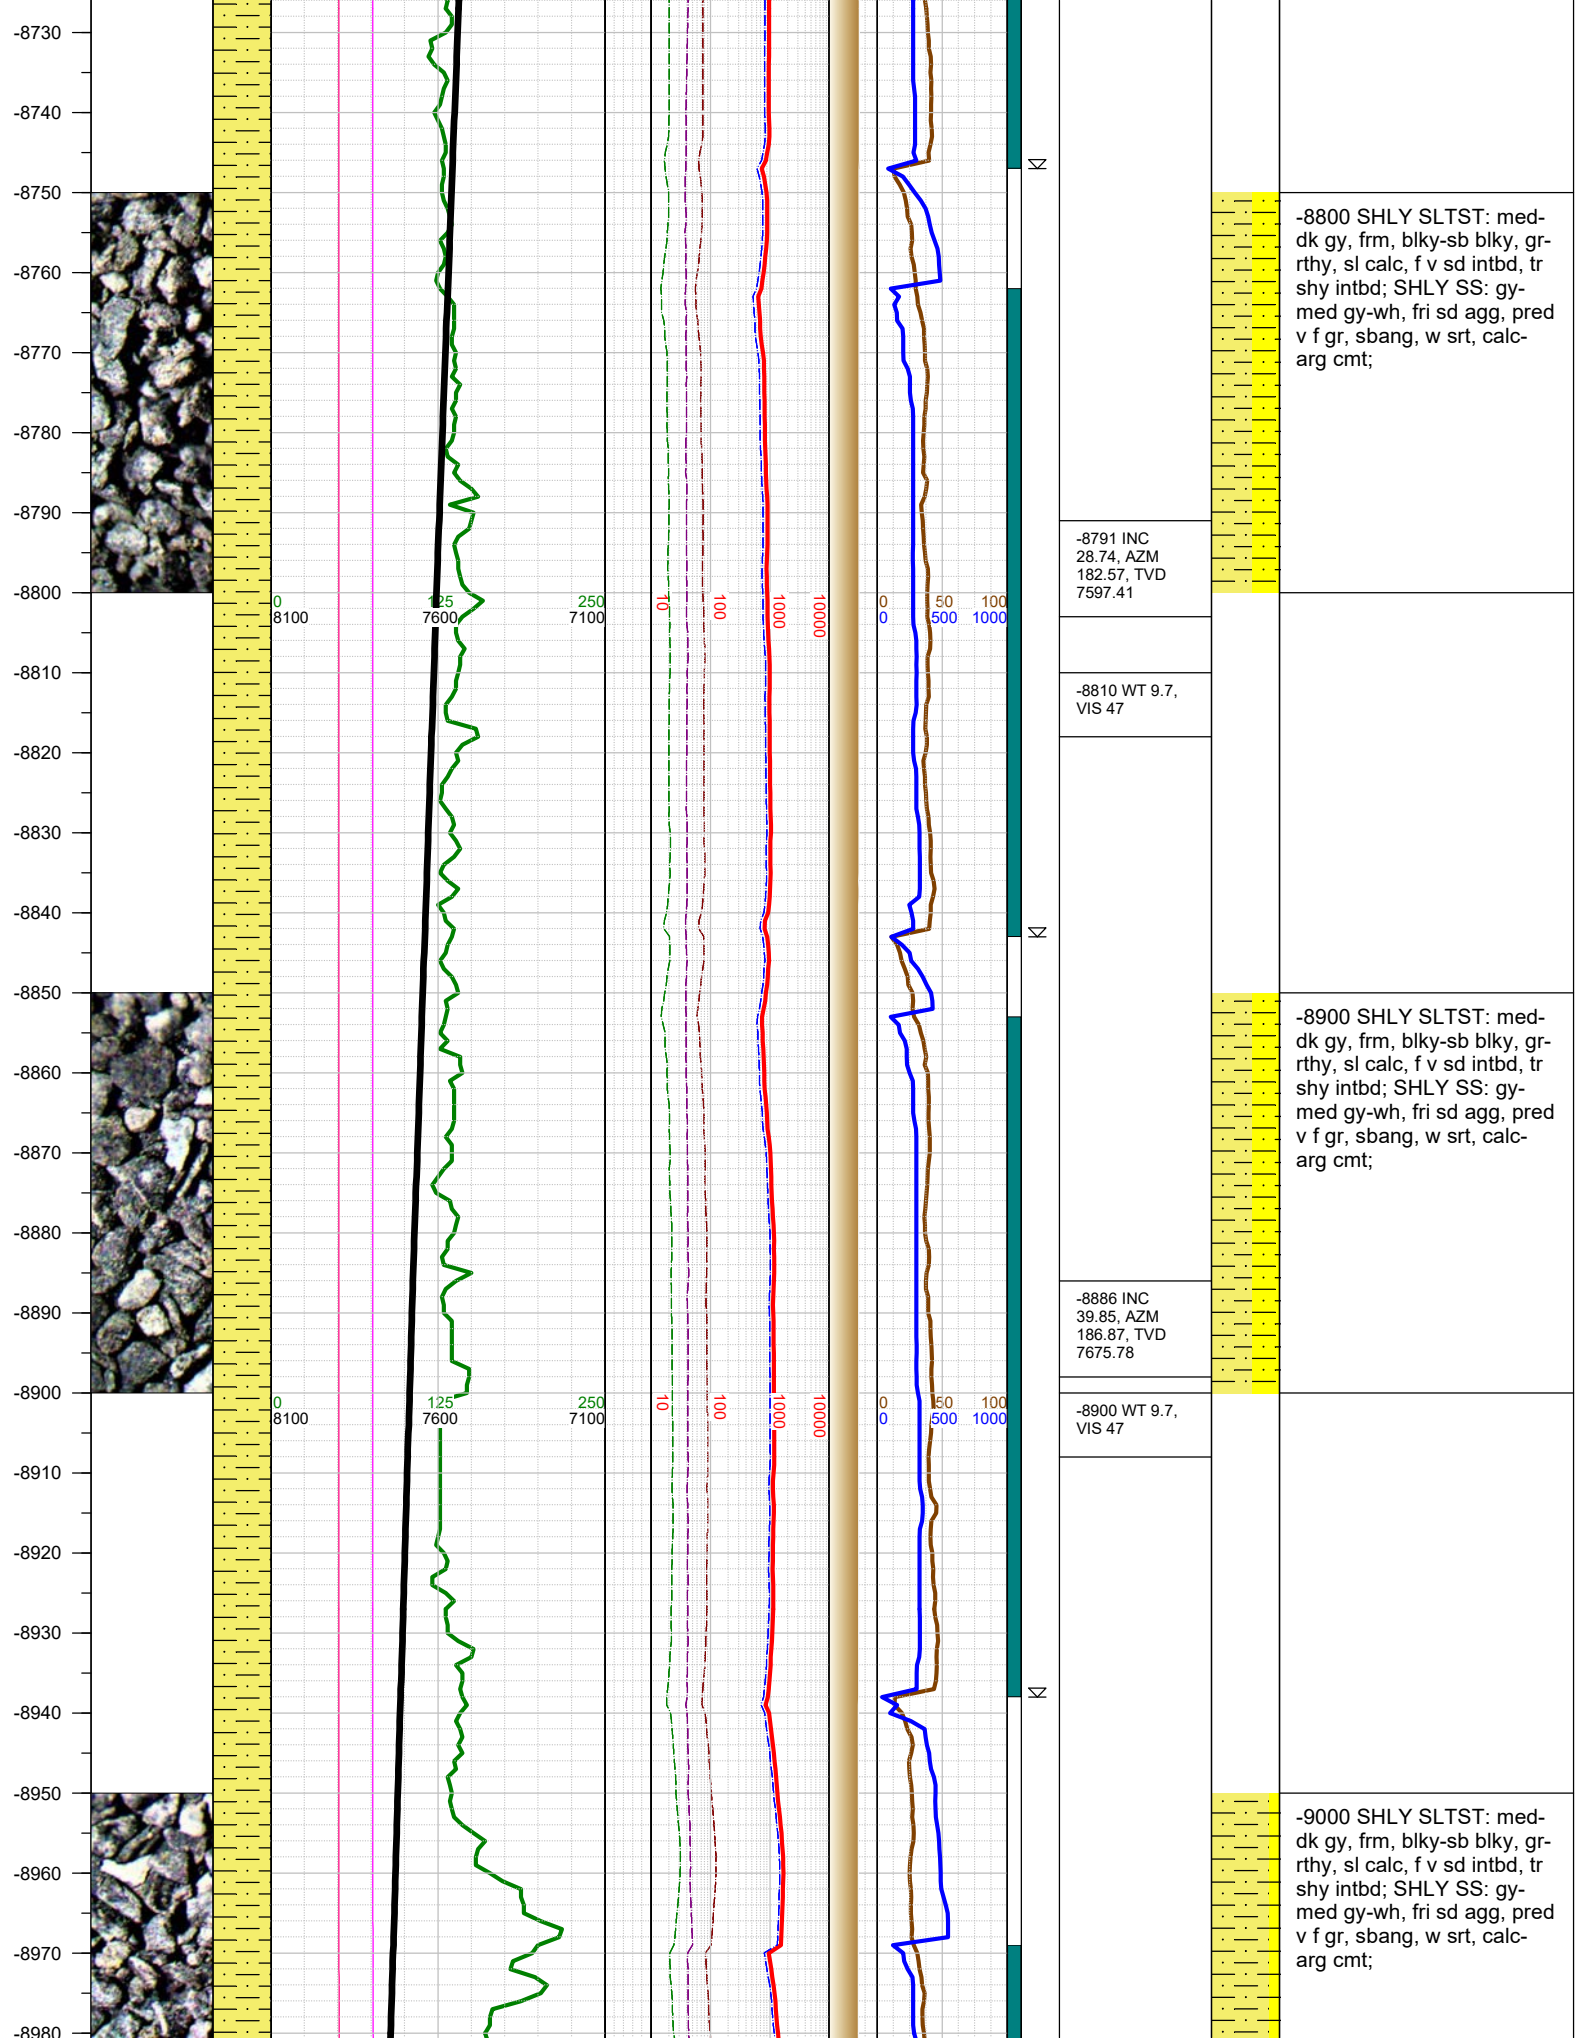 -8730
-8740
-8750
-8760
-8770
-8780
-8790
-8800
-8810
-8820
-8830
-8840
-8850
-8860
-8870
-8880
-8890
-8900
-8910
-8920
-8930
-8940
-8950
-8960
-8970
-8980
0 125 250
8100 7600 7100
10 100 1000 10000
0 50 100
0 500 1000
0 125 250
8100 7600 7100
10 100 1000 10000
0 50 100
0 500 1000
-8791 INC
28.74, AZM
182.57, TVD
7597.41
-8810 WT 9.7,
VIS 47
-8886 INC
39.85, AZM
186.87, TVD
7675.78
-8900 WT 9.7,
VIS 47
-8800 SHLY SLTST: med-
dk gy, frm, blky-sb blky, gr-
rthy, sl calc, f v sd intbd, tr
shy intbd; SHLY SS: gy-
med gy-wh, fri sd agg, pred
v f gr, sbang, w srt, calc-
arg cmt;
-8900 SHLY SLTST: med-
dk gy, frm, blky-sb blky, gr-
rthy, sl calc, f v sd intbd, tr
shy intbd; SHLY SS: gy-
med gy-wh, fri sd agg, pred
v f gr, sbang, w srt, calc-
arg cmt;
-9000 SHLY SLTST: med-
dk gy, frm, blky-sb blky, gr-
rthy, sl calc, f v sd intbd, tr
shy intbd; SHLY SS: gy-
med gy-wh, fri sd agg, pred
v f gr, sbang, w srt, calc-
arg cmt;